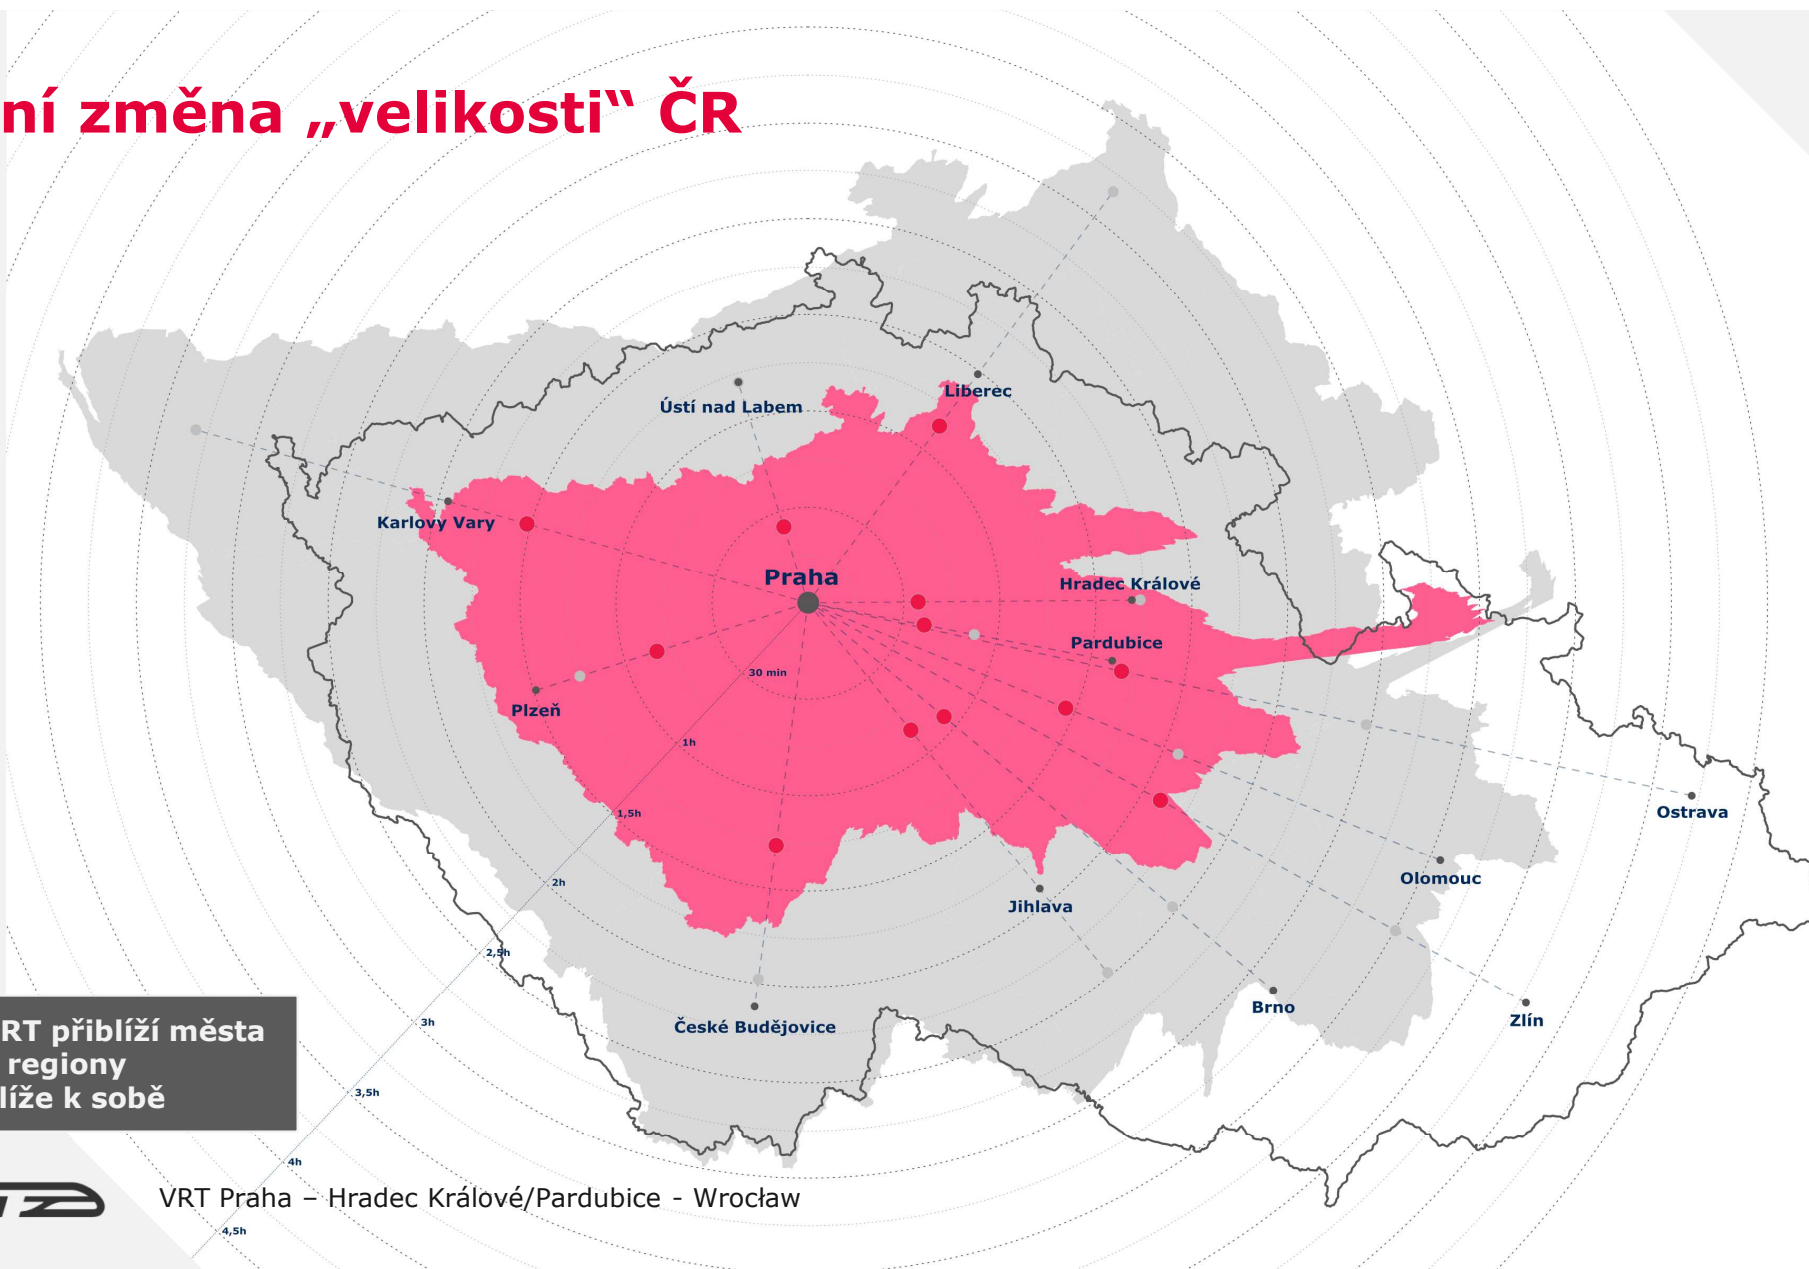 ní změna „velikosti“ ČR
Liberec
Ústí nad Labem
Karlovy Vary
Praha
Hradec Králové
Pardubice
30 min
Plzeň
1h
1,5h
Ostrava
2h
Olomouc
Jihlava
2,5h
Brno
Zlín
3h
České Budějovice
RT přiblíží města
regiony
líže k sobě
3,5h
4h
VRT Praha – Hradec Králové/Pardubice - Wrocław
4,5h